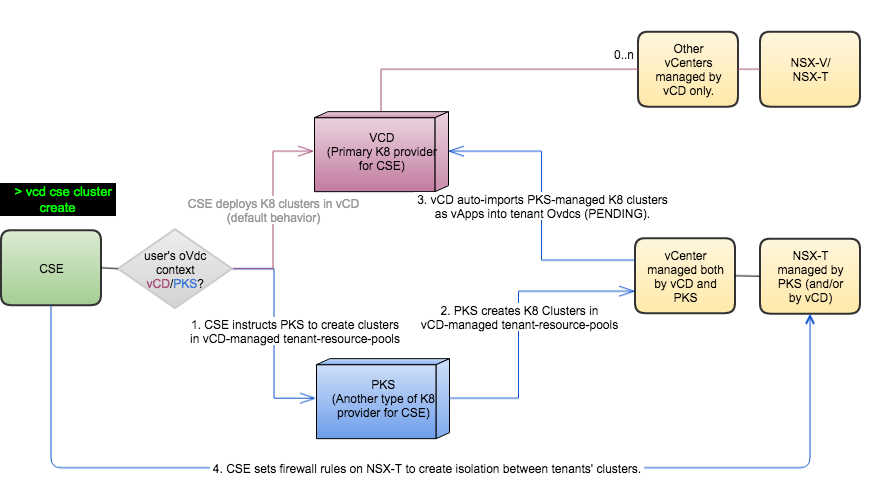 0..n
Other
vCenters
managed by
vCD only.
NSX-V/
NSX-T
VCD
(Primary K8 provider
for CSE)
> vcd cse cluster
create
CSE deploys K8 clusters in vCD
(default behavior)
3. vCD auto-imports PKS-managed K8 clusters
as vApps into tenant Ovdcs (PENDING).
CSE
user's oVdc
context
vCD/PKS?
vCenter
managed both
by vCD and
PKS
NSX-T
managed by
PKS (and/or
by vCD)
1. CSE instructs PKS to create clusters
in vCD-managed tenant-resource-pools
2. PKS creates K8 Clusters in
vCD-managed tenant-resource-pools
PKS
(Another type of K8
provider for CSE)
4. CSE sets firewall rules on NSX-T to create isolation between tenants' clusters.